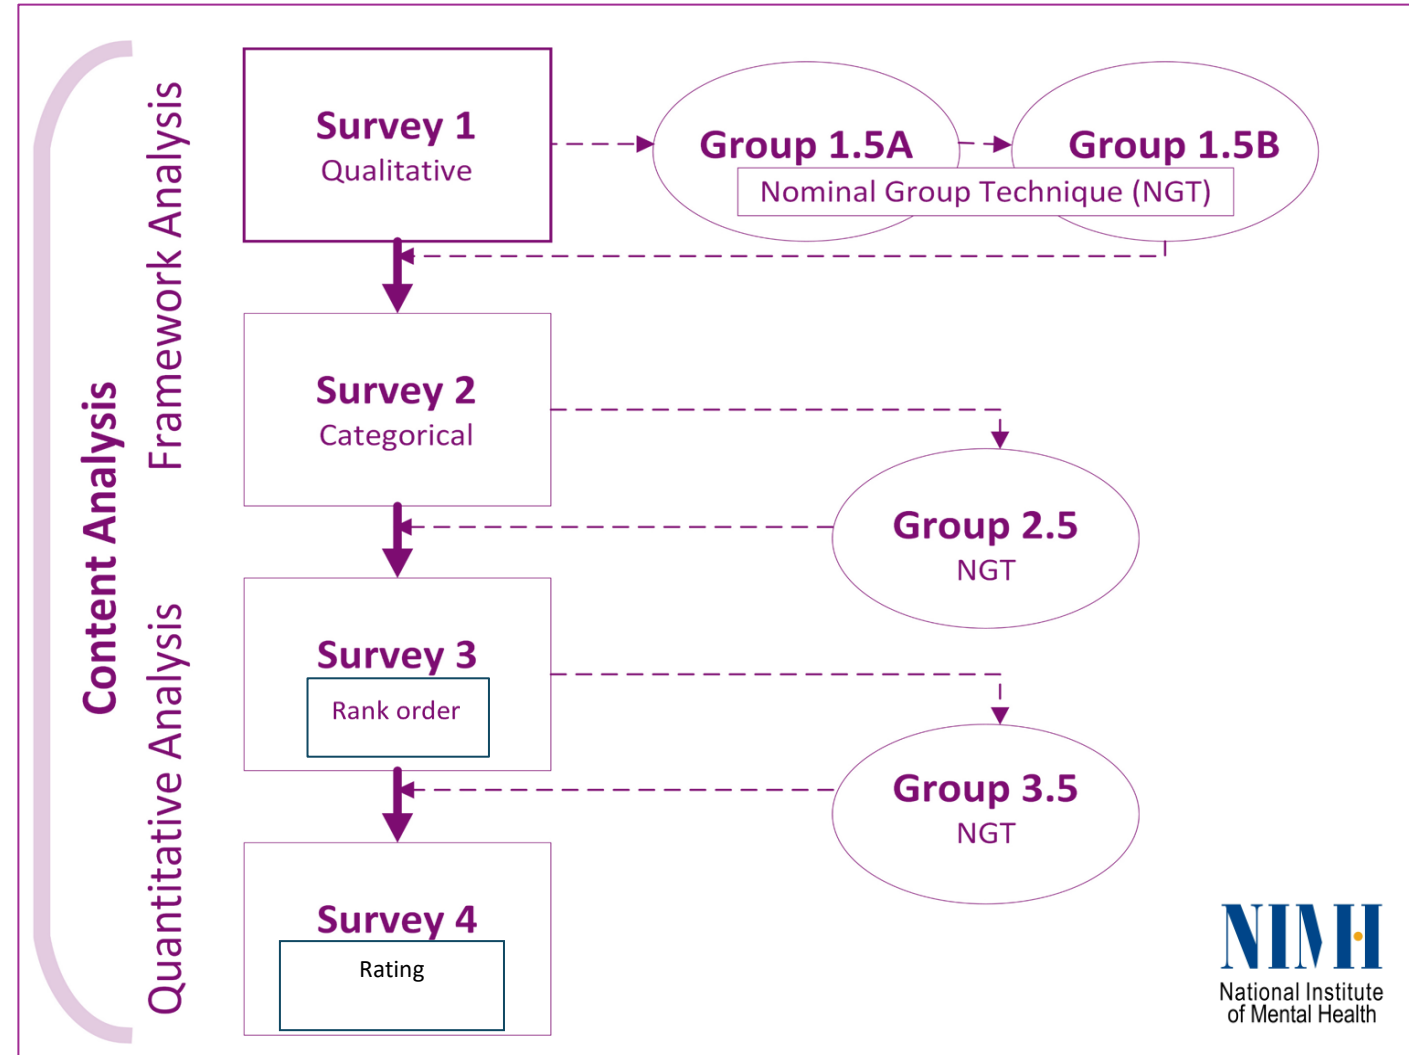 Content Analysis
Framework Analysis
Quantitative Analysis
Survey 1
Qualitative
Group 1.5A
Group 1.5B
Nominal Group Technique (NGT)
Survey 2
Categorical
Group 2.5
NGT
Survey 3
Rank order
Group 3.5
NGT
Survey 4
Rating
NIMH
National Institute
of Mental Health